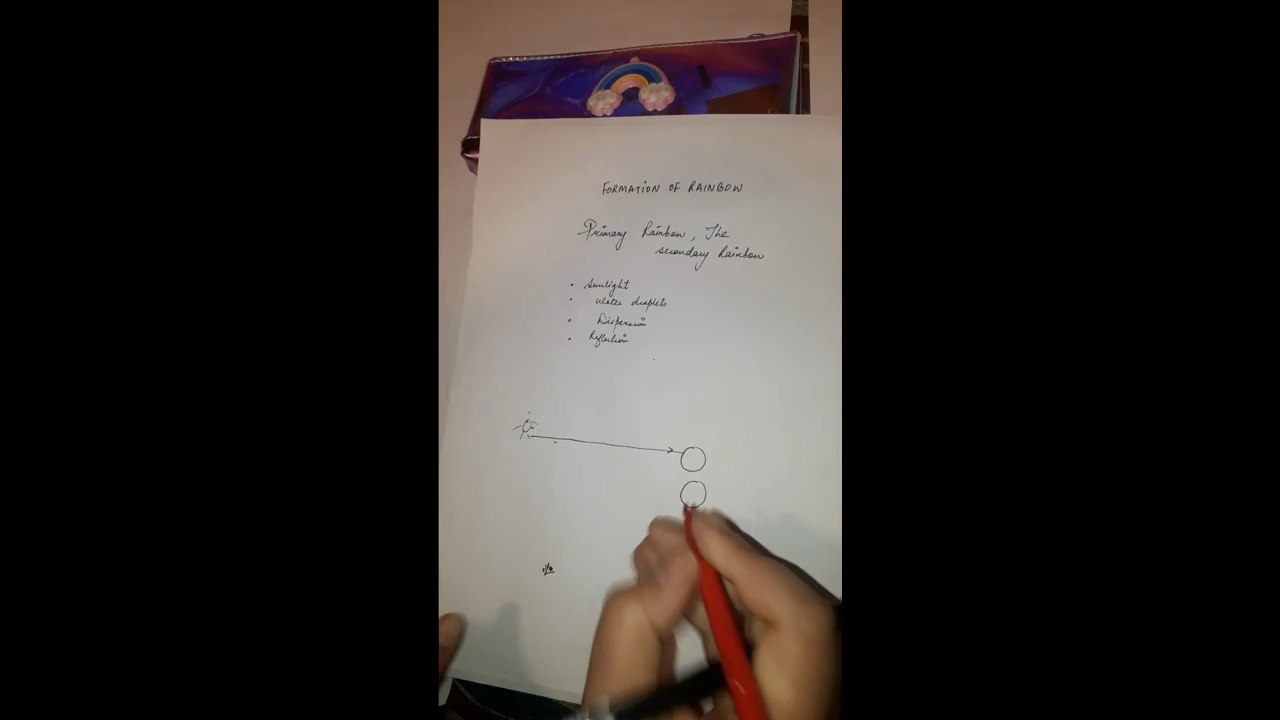 FORMATION OF RAINBOW
Primary Rainbow, The
secondary Rainbow
• Sunlight
• Water droplets
• Dispersion
• Reflection